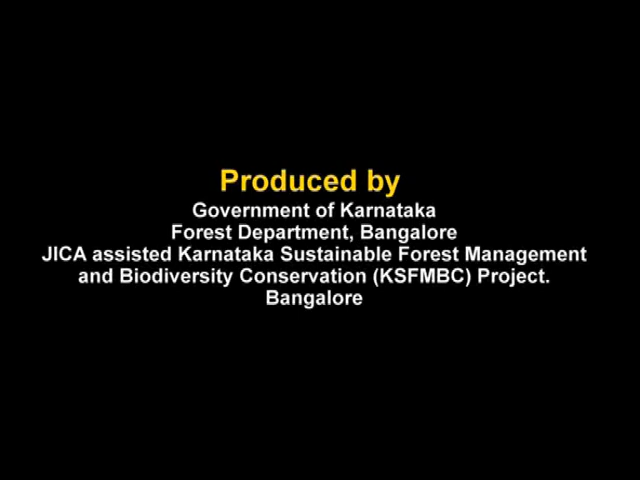 Produced by
Government of Karnataka
Forest Department, Bangalore
JICA assisted Karnataka Sustainable Forest Management
and Biodiversity Conservation (KSFMBC) Project.
Bangalore